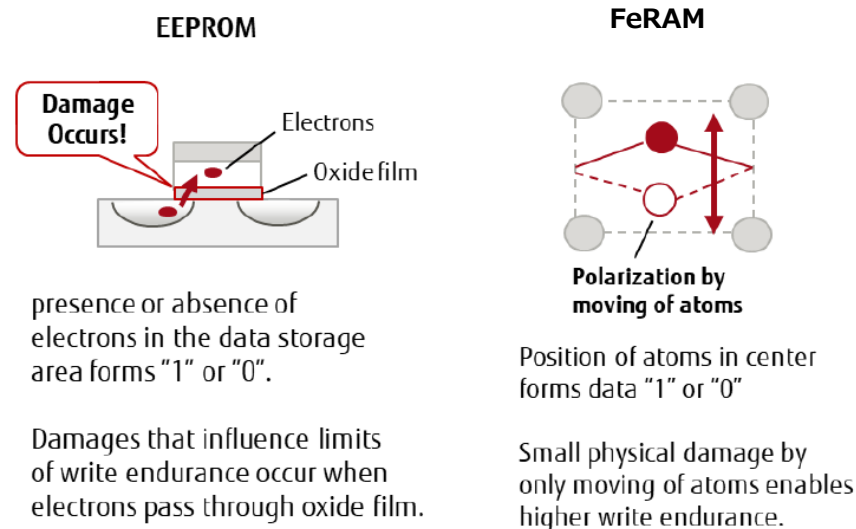 EEPROM
Damage
Occurs!
Electrons
Oxide film
presence or absence of
electrons in the data storage
area forms "1" or "0".
Damages that influence limits
of write endurance occur when
electrons pass through oxide film.
FeRAM
Polarization by
moving of atoms
Position of atoms in center
forms data "1" or "0"
Small physical damage by
only moving of atoms enables
higher write endurance.